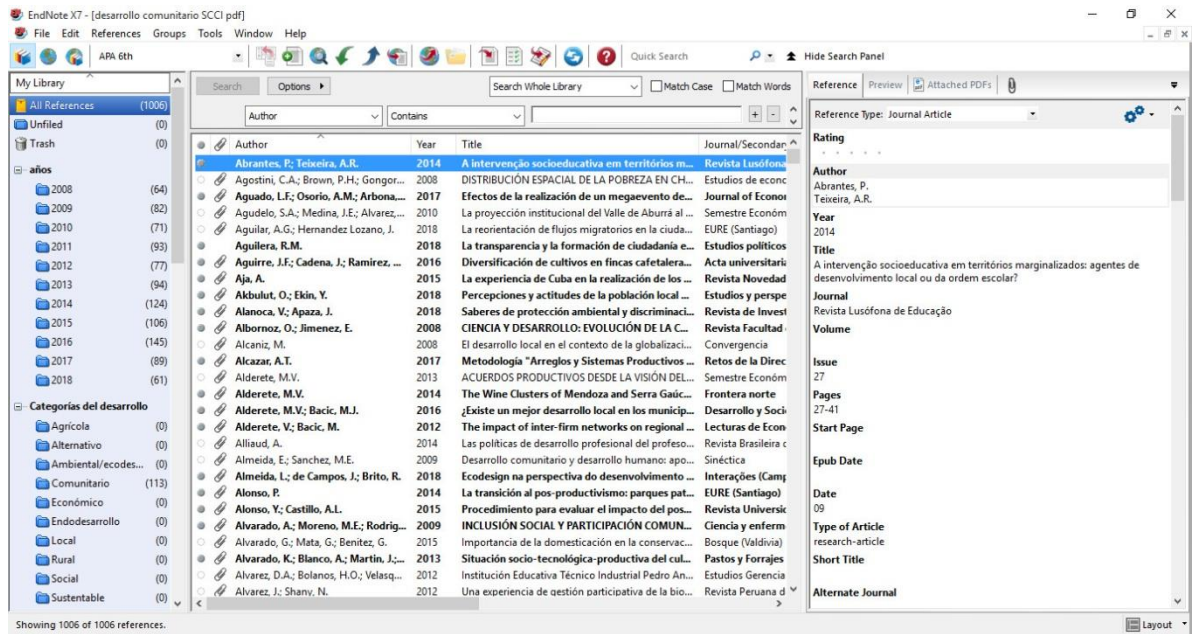 EndNote X7 - [desarrollo comunitario SCCI pdf]
File Edit References Groups Tools Window Help
APA 6th
Quick Search
Hide Search Panel
My Library
All References (1006)
Unfiled (0)
Trash (0)
años
2008 (64)
2009 (82)
2010 (71)
2011 (93)
2012 (77)
2013 (94)
2014 (124)
2015 (106)
2016 (145)
2017 (89)
2018 (61)
Categorías del desarrollo
Agrícola (0)
Alternativo (0)
Ambiental/ecodes... (0)
Comunitario (113)
Económico (0)
Endodesarrollo (0)
Local (0)
Rural (0)
Social (0)
Sustentable (0)
Search Options Search Whole Library Match Case Match Words
Author Contains + -
Author Year Title Journal/Secondary
Abrantes, P.; Teixeira, A.R. 2014 A intervenção socioeducativa em territórios m... Revista Lusófona
Agostini, C.A.; Brown, P.H.; Gongor... 2008 DISTRIBUCIÓN ESPACIAL DE LA POBREZA EN CH... Estudios de econc
Aguado, L.F.; Osorio, A.M.; Arbona,... 2017 Efectos de la realización de un megaevento de... Journal of Econor
Agudelo, S.A.; Medina, J.E.; Alvarez,... 2010 La proyección institucional del Valle de Aburrá al ... Semestre Económ
Aguilar, A.G.; Hernandez Lozano, J. 2018 La reorientación de flujos migratorios en la ciuda... EURE (Santiago)
Aguilera, R.M. 2018 La transparencia y la formación de ciudadanía e... Estudios políticos
Aguirre, J.F.; Cadena, J.; Ramirez, ... 2016 Diversificación de cultivos en fincas cafetalera... Acta universitaria
Aja, A. 2015 La experiencia de Cuba en la realización de los ... Revista Novedad
Akbulut, O.; Ekin, Y. 2018 Percepciones y actitudes de la población local ... Estudios y perspe
Alanoca, V.; Apaza, J. 2018 Saberes de protección ambiental y discriminaci... Revista de Invest
Albornoz, O.; Jimenez, E. 2008 CIENCIA Y DESARROLLO: EVOLUCIÓN DE LA C... Revista Facultad
Alcaniz, M. 2008 El desarrollo local en el contexto de la globalizaci... Convergencia
Alcazar, A.T. 2017 Metodología "Arreglos y Sistemas Productivos ... Retos de la Direc
Alderete, M.V. 2013 ACUERDOS PRODUCTIVOS DESDE LA VISIÓN DEL... Semestre Económ
Alderete, M.V. 2014 The Wine Clusters of Mendoza and Serra Gaúc... Frontera norte
Alderete, M.V.; Bacic, M.J. 2016 ¿Existe un mejor desarrollo local en los municip... Desarrollo y Soci
Alderete, V.; Bacic, M. 2012 The impact of inter-firm networks on regional ... Lecturas de Econ
Alliaud, A. 2014 Las políticas de desarrollo profesional del profeso... Revista Brasileira c
Almeida, E.; Sanchez, M.E. 2009 Desarrollo comunitario y desarrollo humano: apo... Sinéctica
Almeida, L.; de Campos, J.; Brito, R. 2018 Ecodesign na perspectiva do desenvolvimento ... Interações (Camp
Alonso, P. 2014 La transición al pos-productivismo: parques pat... EURE (Santiago)
Alonso, Y.; Castillo, A.L. 2015 Procedimiento para evaluar el impacto del pos... Revista Universic
Alvarado, A.; Moreno, M.E.; Rodrig... 2009 INCLUSIÓN SOCIAL Y PARTICIPACIÓN COMUN... Ciencia y enferm
Alvarado, G.; Mata, G.; Benitez, G. 2015 Importancia de la domesticación en la conservac... Bosque (Valdivia)
Alvarado, K.; Blanco, A.; Martin, J.;... 2013 Situación socio-tecnológica-productiva del cul... Pastos y Forrajes
Alvarez, D.A.; Bolanos, H.O.; Velasq... 2012 Institución Educativa Técnico Industrial Pedro An... Estudios Gerencia
Alvarez, J.; Shany, N. 2012 Una experiencia de gestión participativa de la bio... Revista Peruana d
Reference Preview Attached PDFs
Reference Type: Journal Article
Rating
Author
Abrantes, P.
Teixeira, A.R.
Year
2014
Title
A intervenção socioeducativa em territórios marginalizados: agentes de
desenvolvimento local ou da ordem escolar?
Journal
Revista Lusófona de Educação
Volume
Issue
27
Pages
27-41
Start Page
Epub Date
Date
09
Type of Article
research-article
Short Title
Alternate Journal
Showing 1006 of 1006 references.
Layout